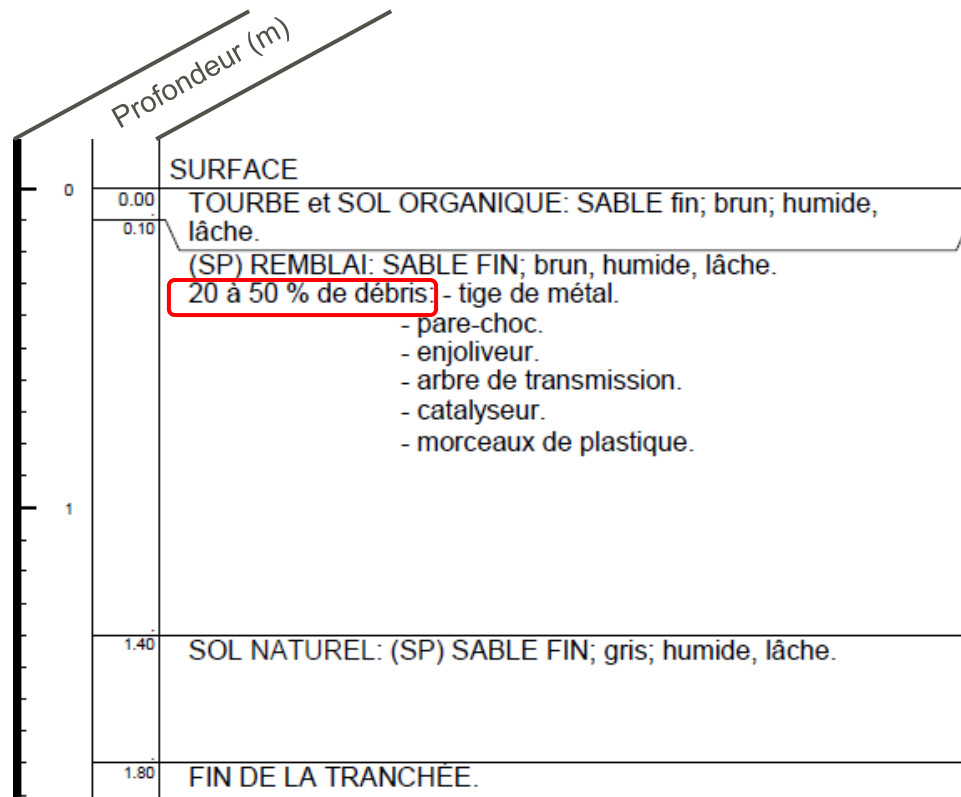 Profondeur (m)
SURFACE
0
0.00
TOURBE et SOL ORGANIQUE: SABLE fin; brun; humide,
0.10
lâche.
(SP) REMBLAI: SABLE FIN; brun, humide, lâche.
20 à 50 % de débris: - tige de métal.
- pare-choc.
- enjoliveur.
- arbre de transmission.
- catalyseur.
- morceaux de plastique.
1
1.40
SOL NATUREL: (SP) SABLE FIN; gris; humide, lâche.
1.80
FIN DE LA TRANCHÉE.